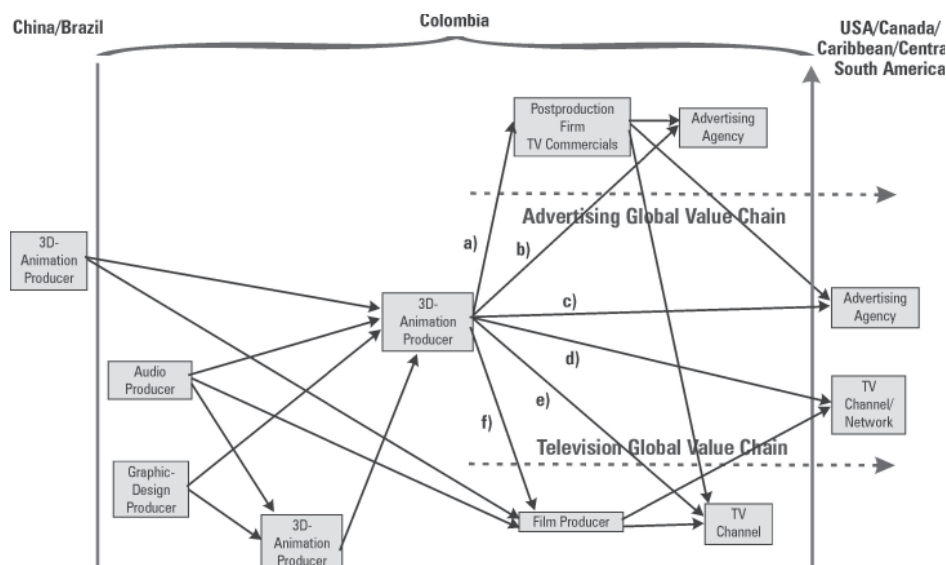 China/Brazil
Colombia
USA/Canada/
Caribbean/Centra
South America
Postproduction
Firm
TV Commercials
Advertising
Agency
Advertising Global Value Chain
a)
b)
3D-
Animation
Producer
c)
3D-
Animation
Producer
Advertising
Agency
d)
Audio
Producer
e)
TV
Channel/
Network
f)
Television Global Value Chain
Graphic-
Design
Producer
3D-
Animation
Producer
Film Producer
TV
Channel